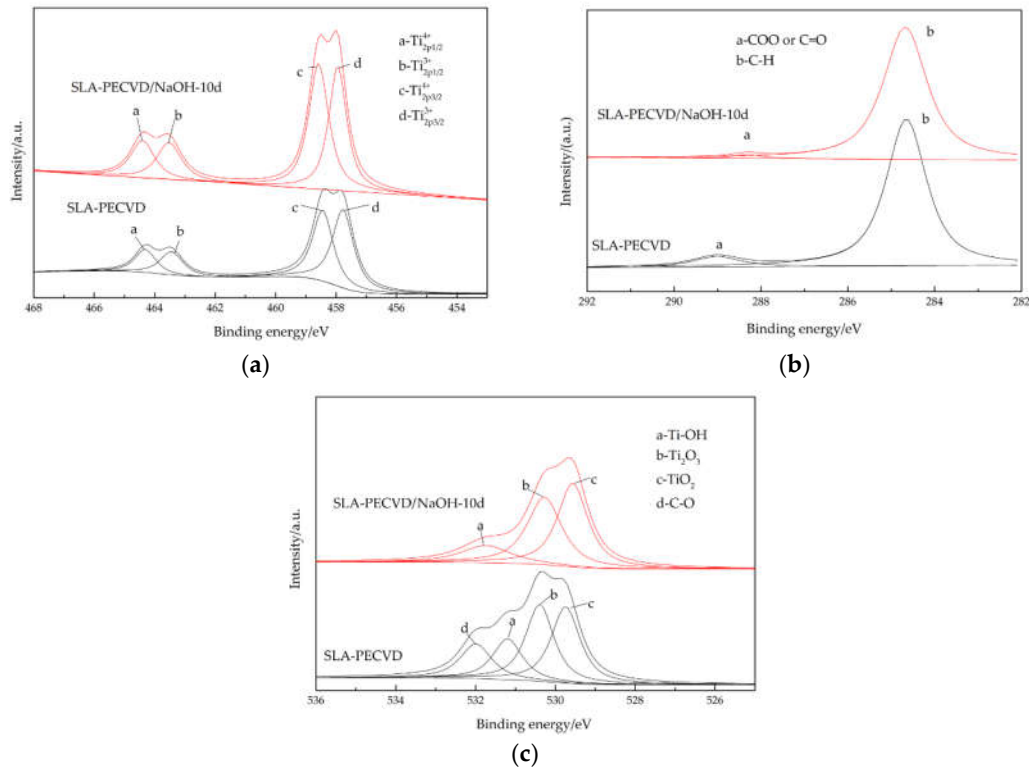 a-Ti⁴⁺2p1/2
b-Ti³⁺2p1/2
c-Ti⁴⁺2p3/2
d-Ti³⁺2p3/2
SLA-PECVD/NaOH-10d
a
b
c
d
SLA-PECVD
a
b
c
d
Intensity/a.u.
468 466 464 462 460 458 456 454
Binding energy/eV
(a)
a-COO or C=O
b-C-H
b
SLA-PECVD/NaOH-10d
a
b
SLA-PECVD
a
Intensity/(a.u.)
292 290 288 286 284 282
Binding energy/eV
(b)
a-Ti-OH
b-Ti₂O₃
c-TiO₂
d-C-O
SLA-PECVD/NaOH-10d
a
b
c
SLA-PECVD
d
a
b
c
Intensity/a.u.
536 534 532 530 528 526
Binding energy/eV
(c)